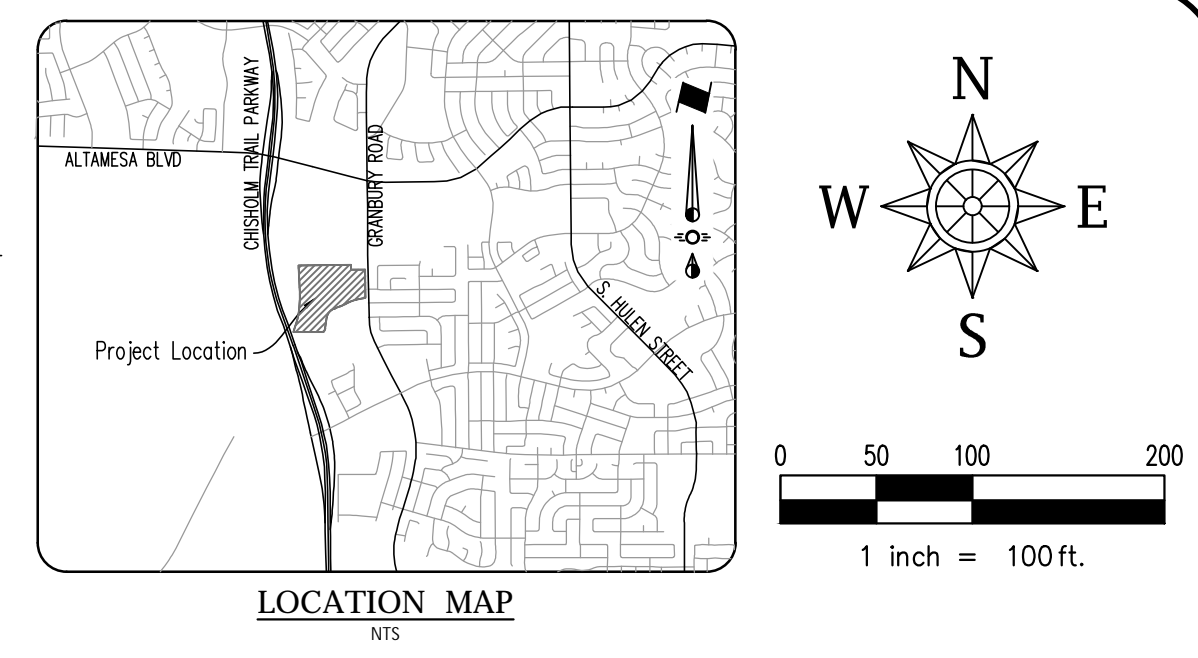 ALTAMESA BLVD
CHISHOLM TRAIL PARKWAY
GRANBURY ROAD
S. HULEN STREET
Project Location
LOCATION MAP
NTS
N
W E
S
0 50 100 200
1 inch = 100 ft.